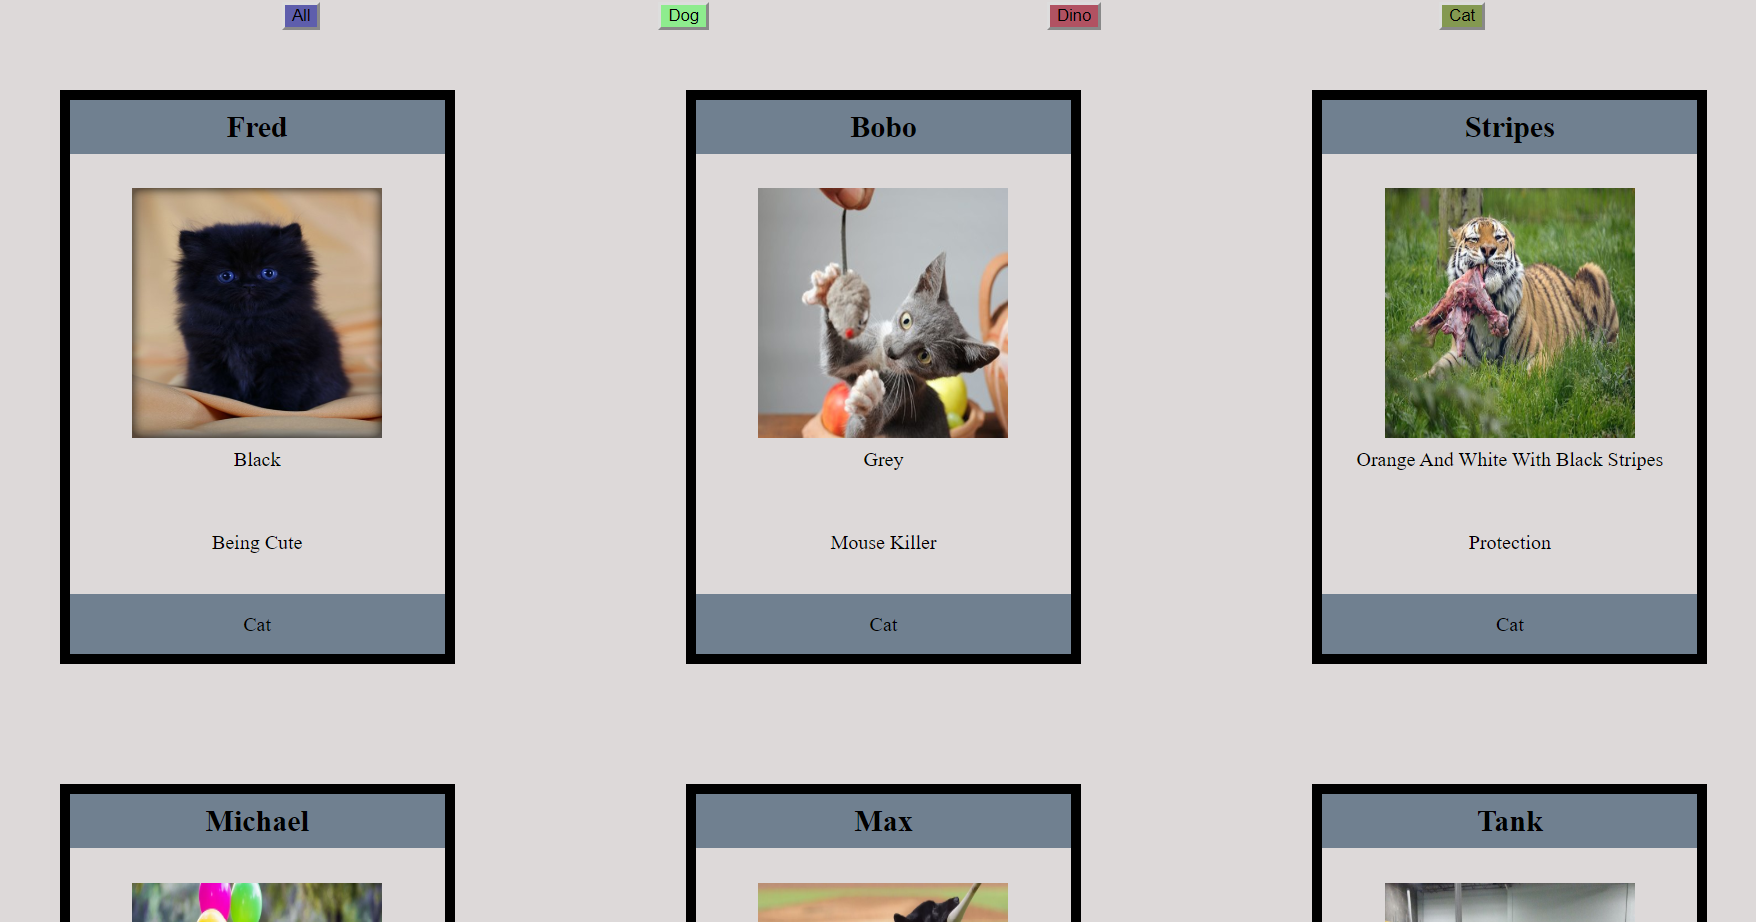 All
Dog
Dino
Cat
Fred
Bobo
Stripes
Black
Grey
Orange And White With Black Stripes
Being Cute
Mouse Killer
Protection
Cat
Cat
Cat
Michael
Max
Tank